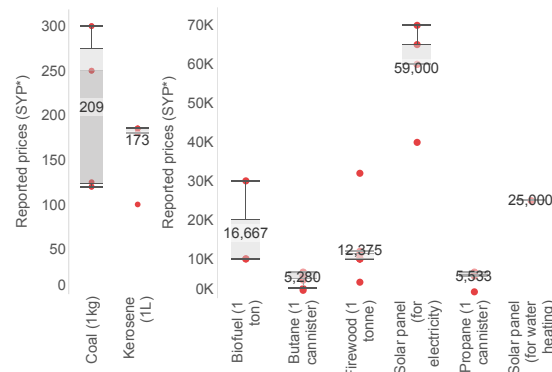 Reported prices (SYP*)
300
250
200
150
100
50
0
209
173
Coal (1kg)
Kerosene
(1L)
Reported prices (SYP*)
70K
60K
50K
40K
30K
20K
10K
0K
16,667
5,280
12,375
59,000
5,533
25,000
Biofuel (1
ton)
Butane (1
cannister)
Firewood (1
tonne)
Solar panel
(for
electricity)
Propane (1
cannister)
Solar panel
(for water
heating)